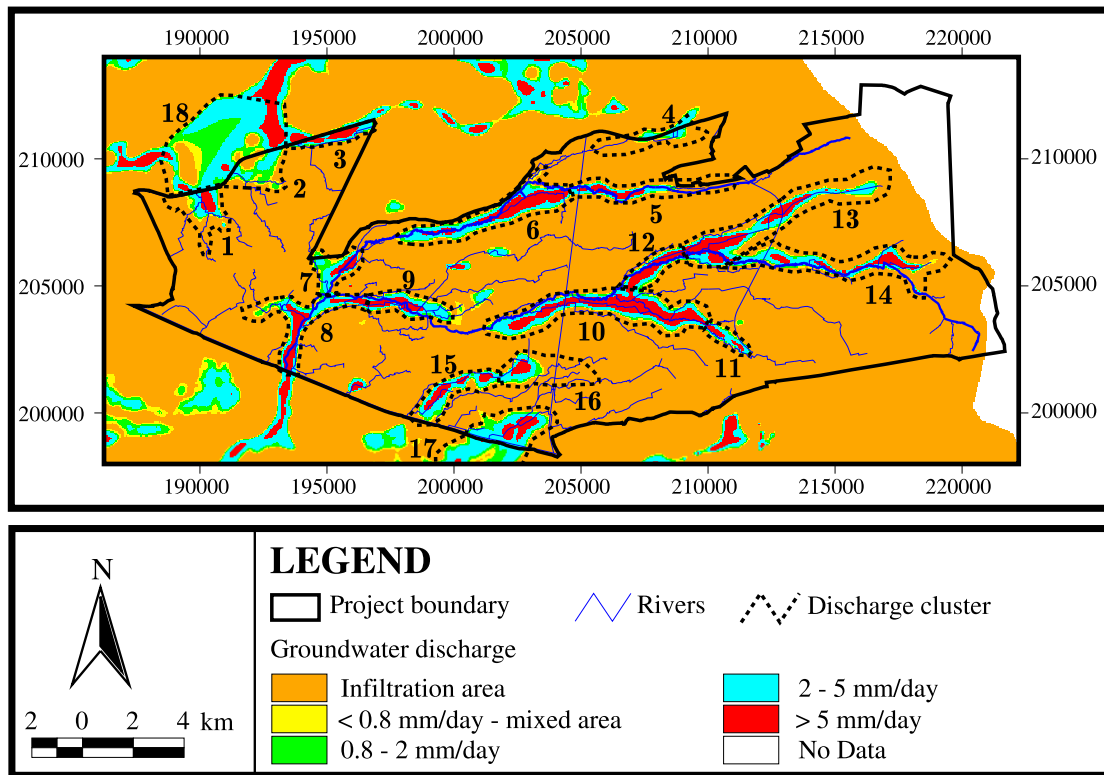 190000 195000 200000 205000 210000 215000 220000
18
4
3
210000
210000
2
13
6
5
1
12
7
9
205000
205000
14
8
10
11
15
16
200000
200000
17
190000 195000 200000 205000 210000 215000 220000
N
2 0 2 4 km
LEGEND
Project boundary
Rivers
Discharge cluster
Groundwater discharge
Infiltration area
2 - 5 mm/day
< 0.8 mm/day - mixed area
> 5 mm/day
0.8 - 2 mm/day
No Data